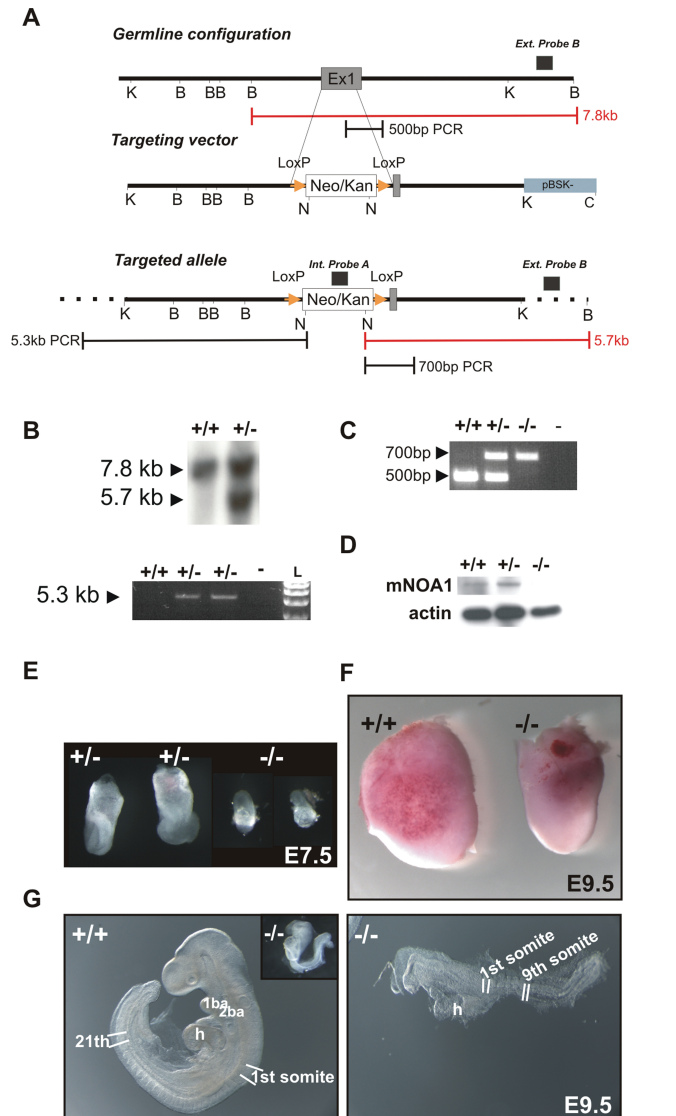 A
Germline configuration
Ext. Probe B
Ex1
K B BB B K B
7.8kb
500bp PCR
Targeting vector
LoxP LoxP
Neo/Kan
pBSK-
K B BB B N N K C
Targeted allele
Int. Probe A
Ext. Probe B
LoxP LoxP
Neo/Kan
K B BB B N N K B
5.3kb PCR
5.7kb
700bp PCR
B
+/+ +/-
7.8 kb
5.7 kb
+/+ +/- +/- - L
5.3 kb
C
+/+ +/- -/- -
700bp
500bp
D
+/+ +/- -/-
mNOA1
actin
E
+/- +/- -/-
E7.5
F
+/+ -/-
E9.5
G
+/+
-/-
1ba
2ba
h
21th
1st somite
-/-
1st somite
9th somite
h
E9.5